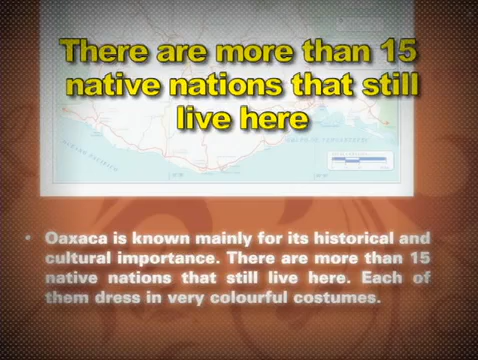 There are more than 15
native nations that still
live here
OCEANO PACIFICO
• Oaxaca is known mainly for its historical and
cultural importance. There are more than 15
native nations that still live here. Each of
them dress in very colourful costumes.